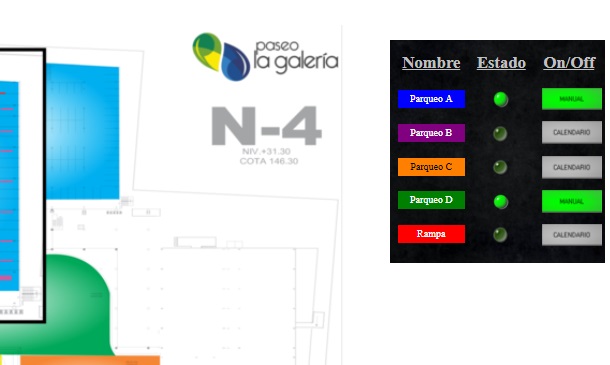 paseo
la galería
N-4
NIV.+31.30
COTA 146.30
Nombre Estado On/Off
Parqueo A MANUAL
Parqueo B CALENDARIO
Parqueo C CALENDARIO
Parqueo D MANUAL
Rampa CALENDARIO